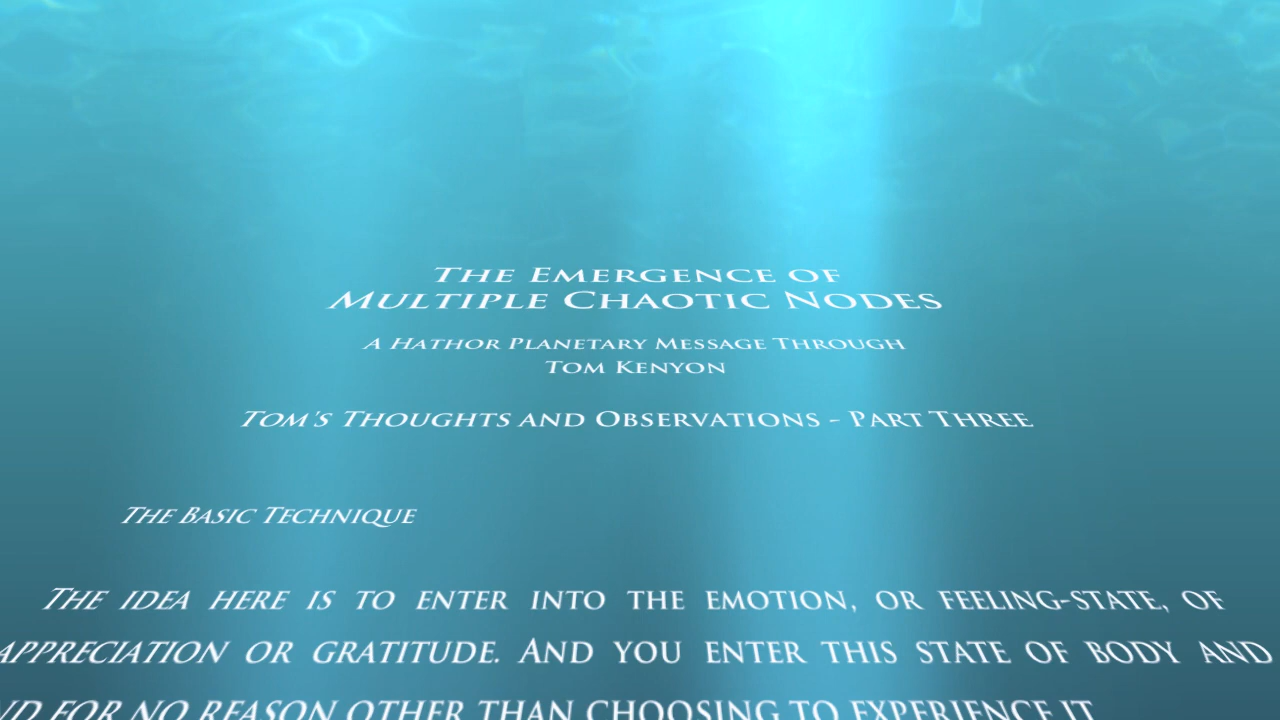 The Emergence of
Multiple Chaotic Nodes
A Hathor Planetary Message Through
Tom Kenyon
Tom's Thoughts and Observations - Part Three
The Basic Technique
The idea here is to enter into the emotion, or feeling-state, of
appreciation or gratitude. And you enter this state of body and
for no reason other than choosing to experience it.